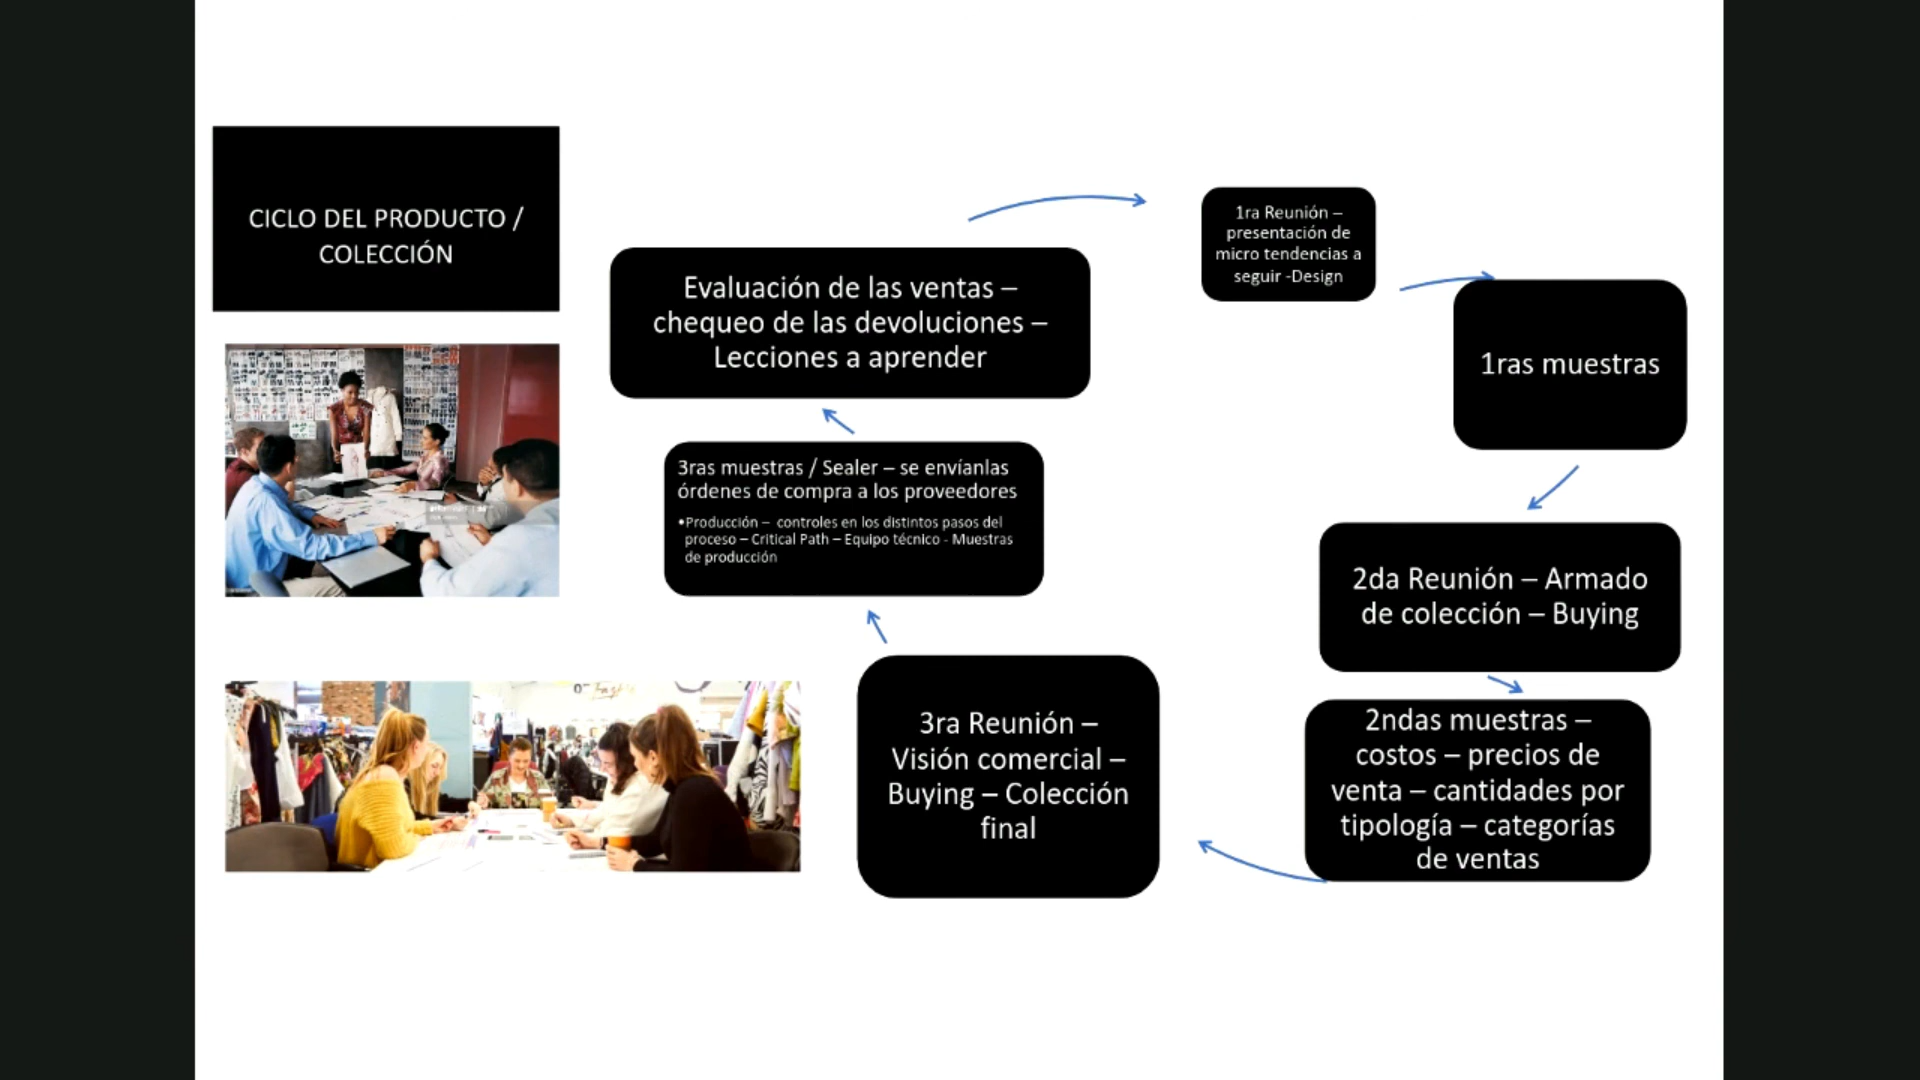 CICLO DEL PRODUCTO /
COLECCIÓN
Evaluación de las ventas –
chequeo de las devoluciones –
Lecciones a aprender
1ra Reunión –
presentación de
micro tendencias a
seguir -Design
1ras muestras
2da Reunión – Armado
de colección – Buying
2ndas muestras –
costos – precios de
venta – cantidades por
tipología – categorías
de ventas
3ra Reunión –
Visión comercial –
Buying – Colección
final
3ras muestras / Sealer – se envíanlas
órdenes de compra a los proveedores
•Producción – controles en los distintos pasos del
proceso – Critical Path – Equipo técnico - Muestras
de producción